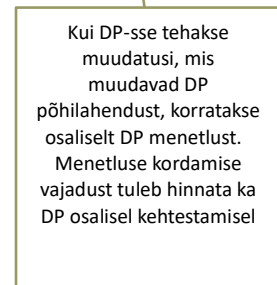 Kui DP-sse tehakse
muudatusi, mis
muudavad DP
põhilahendust, korratakse
osaliselt DP menetlust.
Menetluse kordamise
vajadust tuleb hinnata ka
DP osalisel kehtestamisel